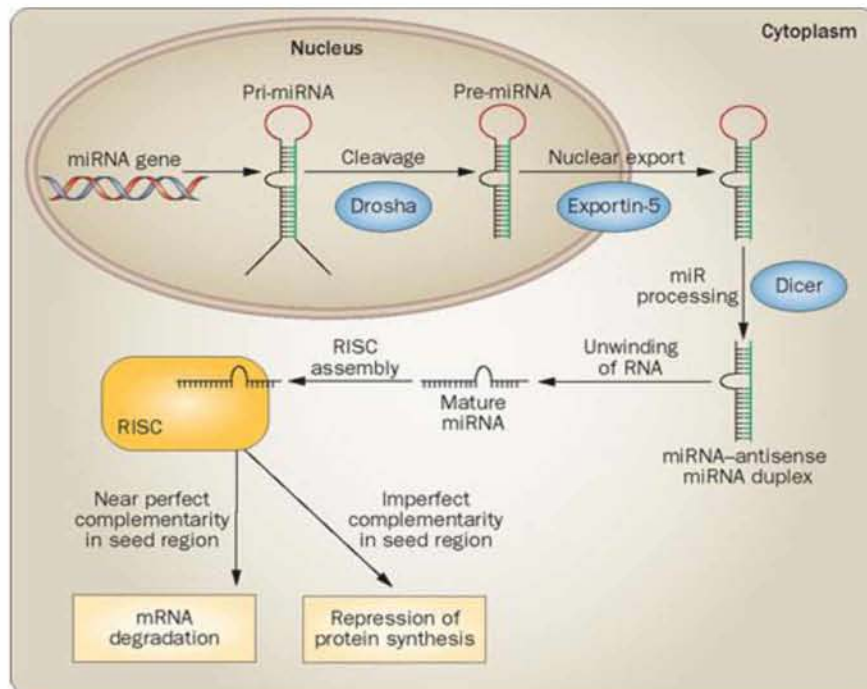 Cytoplasm
Nucleus
Pri-miRNA
Pre-miRNA
miRNA gene
Cleavage
Nuclear export
Drosha
Exportin-5
miR
processing
Dicer
RISC
assembly
Unwinding
of RNA
Mature
miRNA
RISC
miRNA–antisense
miRNA duplex
Near perfect
complementarity
in seed region
Imperfect
complementarity
in seed region
mRNA
degradation
Repression of
protein synthesis